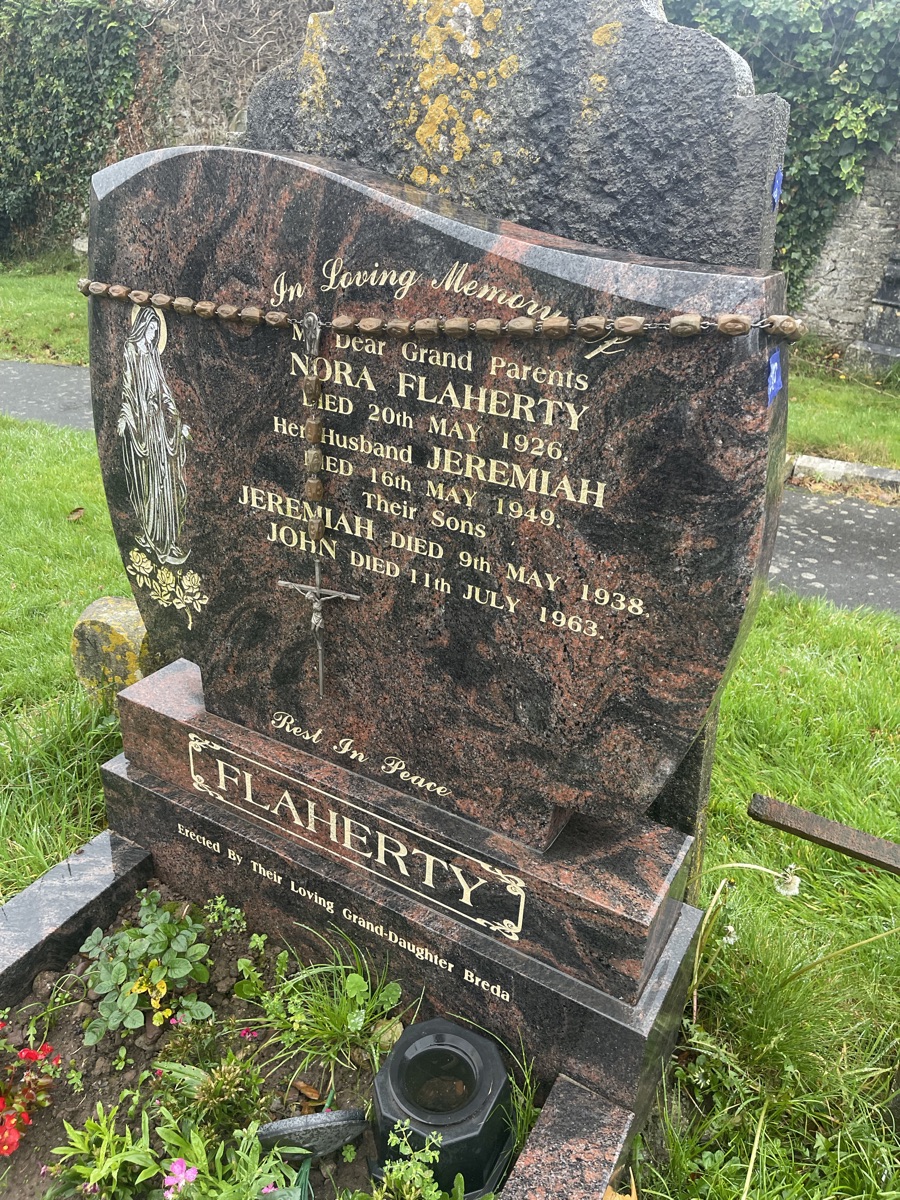 In Loving Memory of
My Dear Grand Parents
NORA FLAHERTY
DIED 20th MAY 1926.
Her Husband JEREMIAH
DIED 16th MAY 1949.
Their Sons
JEREMIAH DIED 9th MAY 1938,
JOHN DIED 11th JULY 1963.
Rest In Peace
FLAHERTY
Erected By Their Loving Grand-Daughter Breda